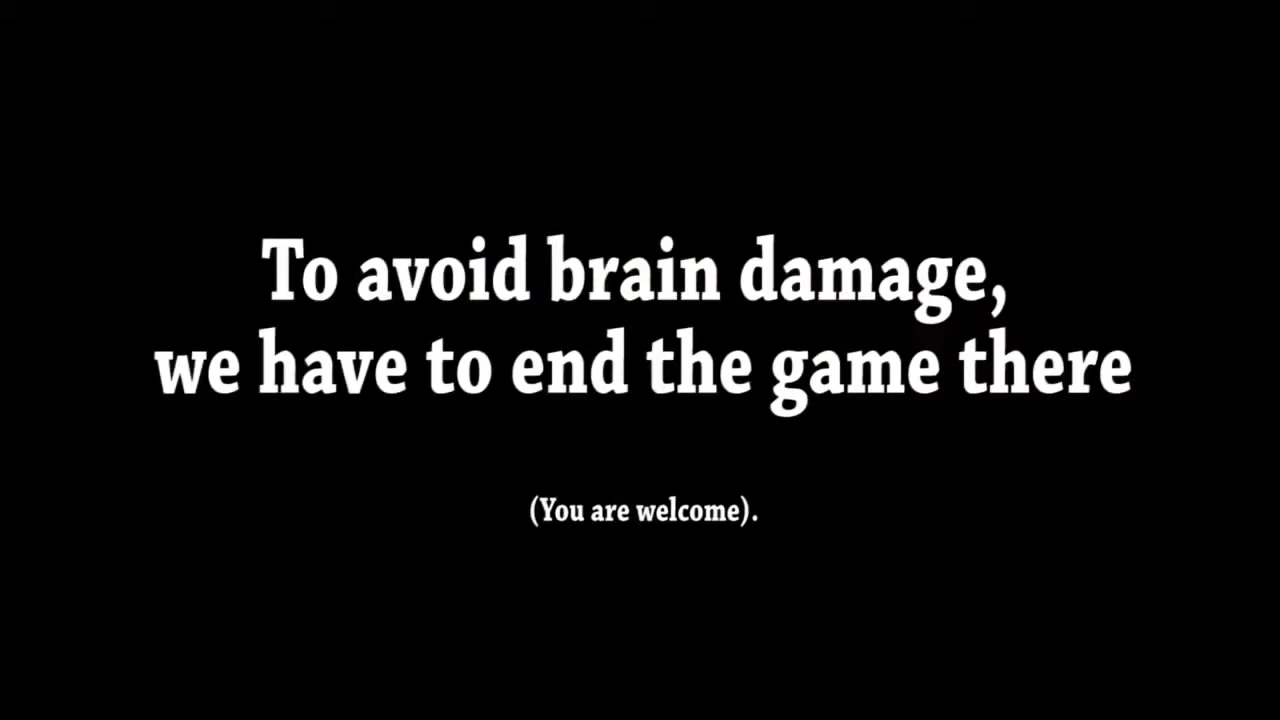 To avoid brain damage,
we have to end the game there
(You are welcome).